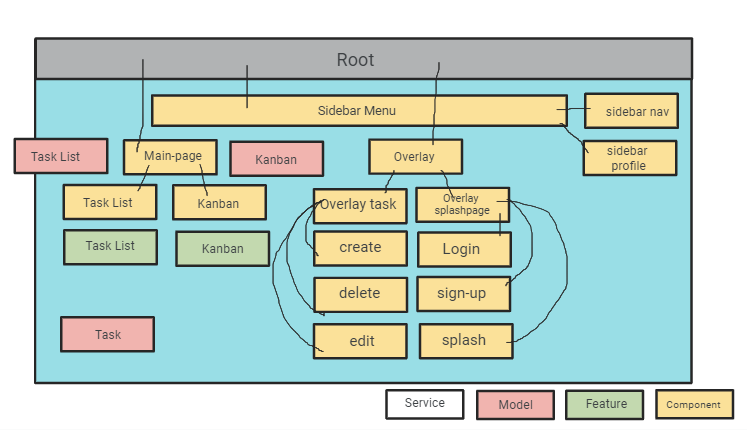 Root
Sidebar Menu
sidebar nav
Task List
Main-page
Kanban
Overlay
sidebar
profile
Task List
Kanban
Overlay task
Overlay
splashpage
Task List
Kanban
create
Login
delete
sign-up
Task
edit
splash
Service
Model
Feature
Component